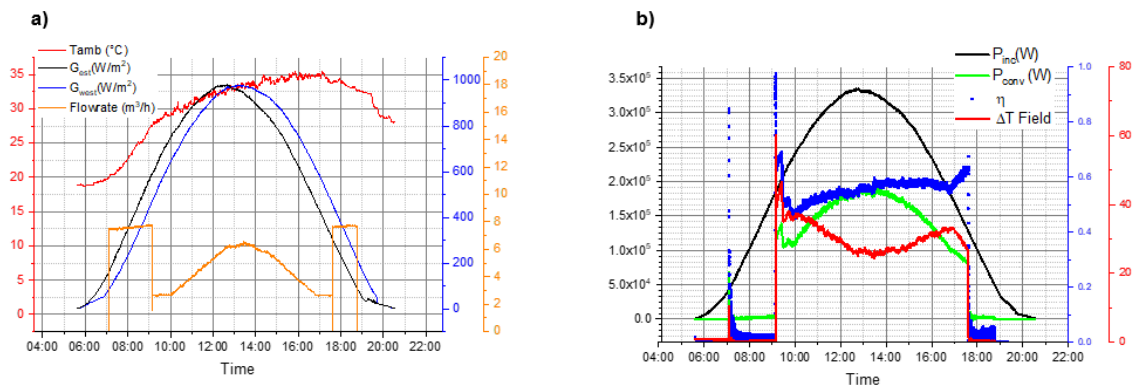 a)
Tamb (°C)
G_est(W/m²)
G_west(W/m²)
Flowrate (m³/h)
35
30
25
20
15
10
5
0
1000
800
600
400
200
0
20
18
16
14
12
10
8
6
4
2
0
04:00 06:00 08:00 10:00 12:00 14:00 16:00 18:00 20:00 22:00
Time
b)
P_inc(W)
P_conv (W)
η
ΔT Field
3.5x10⁵
3.0x10⁵
2.5x10⁵
2.0x10⁵
1.5x10⁵
1.0x10⁵
5.0x10⁴
0.0
1.0
0.8
0.6
0.4
0.2
0.0
80
60
40
20
0
04:00 06:00 08:00 10:00 12:00 14:00 16:00 18:00 20:00 22:00
Time